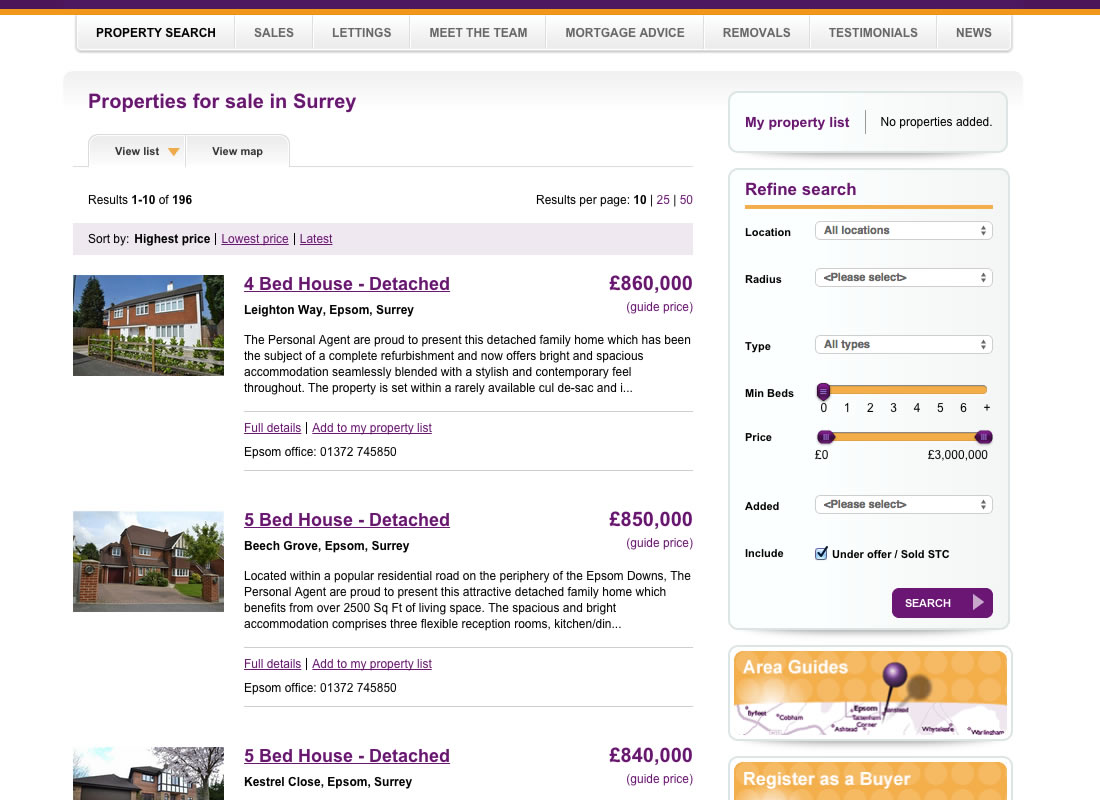 PROPERTY SEARCH SALES LETTINGS MEET THE TEAM MORTGAGE ADVICE REMOVALS TESTIMONIALS NEWS
Properties for sale in Surrey
View list View map
Results 1-10 of 196 Results per page: 10 | 25 | 50
Sort by: Highest price | Lowest price | Latest
4 Bed House - Detached £860,000
Leighton Way, Epsom, Surrey (guide price)
The Personal Agent are proud to present this detached family home which has been
the subject of a complete refurbishment and now offers bright and spacious
accommodation seamlessly blended with a stylish and contemporary feel
throughout. The property is set within a rarely available cul de-sac and i...
Full details | Add to my property list
Epsom office: 01372 745850
5 Bed House - Detached £850,000
Beech Grove, Epsom, Surrey (guide price)
Located within a popular residential road on the periphery of the Epsom Downs, The
Personal Agent are proud to present this attractive detached family home which
benefits from over 2500 Sq Ft of living space. The spacious and bright
accommodation comprises three flexible reception rooms, kitchen/din...
Full details | Add to my property list
Epsom office: 01372 745850
5 Bed House - Detached £840,000
Kestrel Close, Epsom, Surrey (guide price)
My property list | No properties added.
Refine search
Location All locations
Radius <Please select>
Type All types
Min Beds
0 1 2 3 4 5 6 +
Price
£0 £3,000,000
Added <Please select>
Include Under offer / Sold STC
SEARCH
Area Guides
Byfleet Cobham Epsom Banstead
Tattenham
Corner
Ashtead Whyteleafe Warlingham
Register as a Buyer